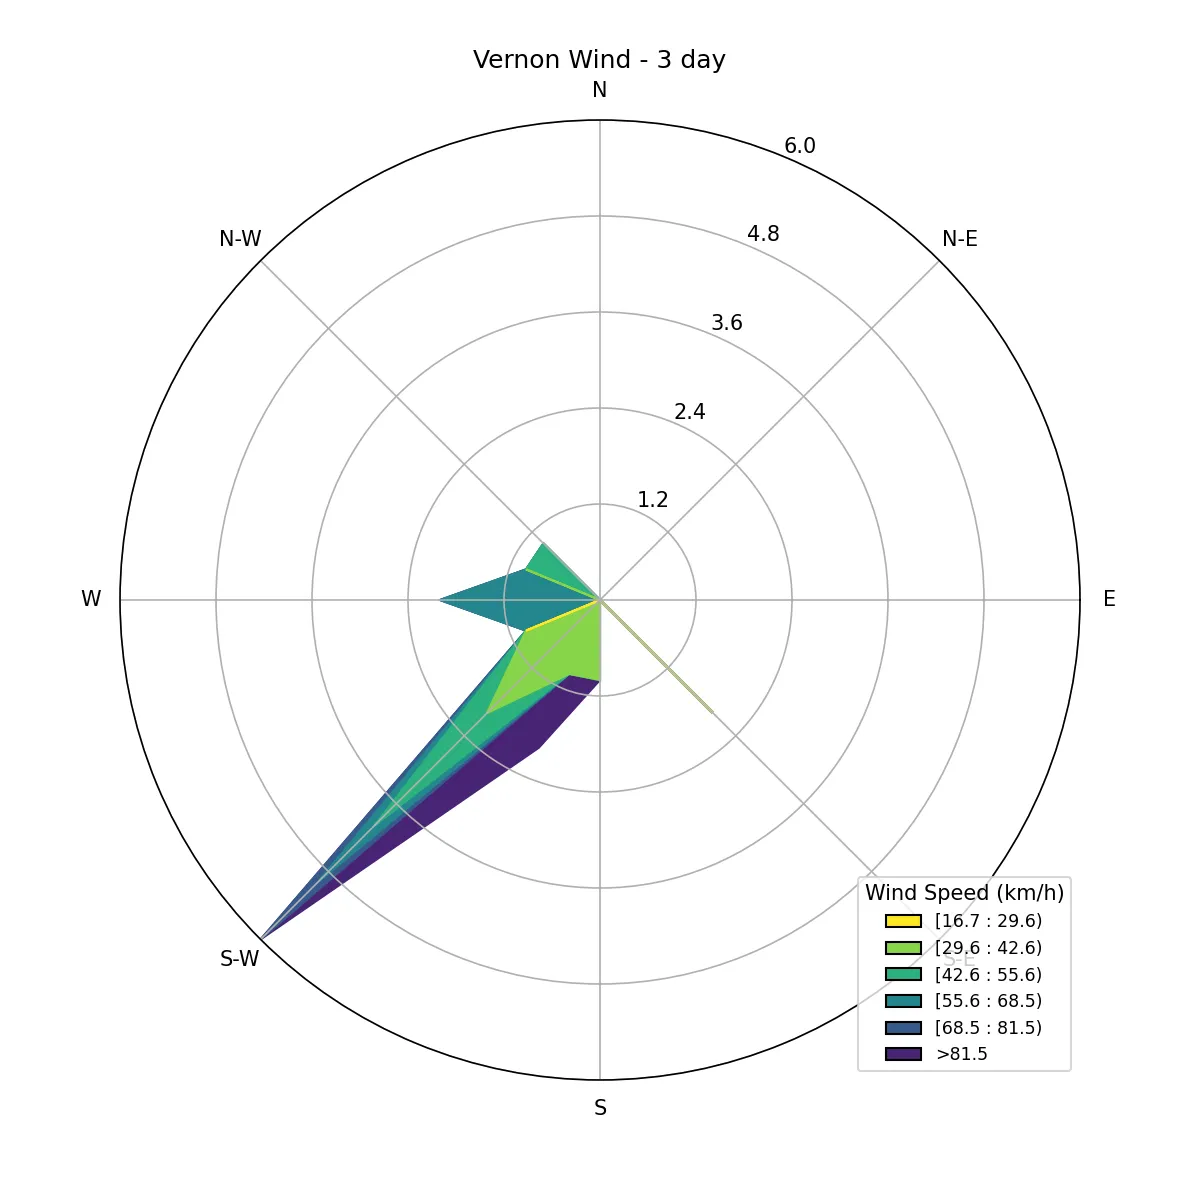 Vernon Wind - 3 day
N
6.0
N-W
4.8
N-E
3.6
2.4
1.2
W
E
S-W
S-E
S
Wind Speed (km/h)
[16.7 : 29.6)
[29.6 : 42.6)
[42.6 : 55.6)
[55.6 : 68.5)
[68.5 : 81.5)
>81.5